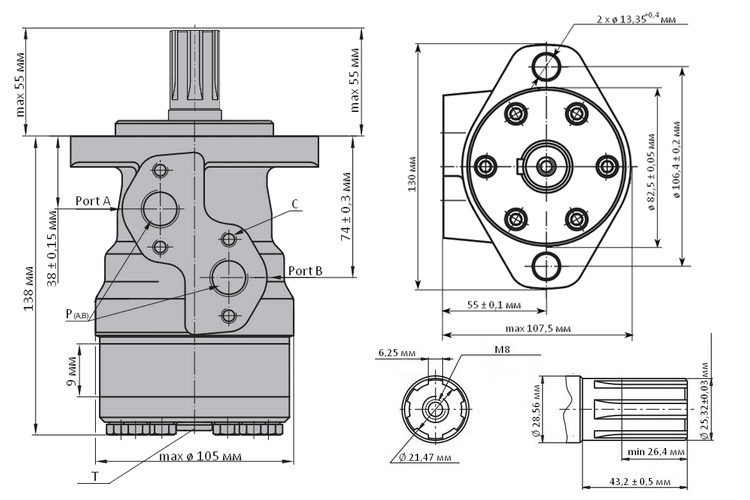 max 55 мм
max 55 мм
Port A
C
38 ± 0,15 мм
74 ± 0,3 мм
Port B
138 мм
P(A,B)
9 мм
max ø 105 мм
T
2 x ø 13,35+0,4 мм
130 мм
ø 82,5 ± 0,05 мм
ø 106,4 ± 0,2 мм
55 ± 0,1 мм
max 107,5 мм
6,25 мм
M8
Ø 21,47 мм
Ø 28,56 мм
Ø 25,32±0,03 мм
min 26,4 мм
43,2 ± 0,5 мм